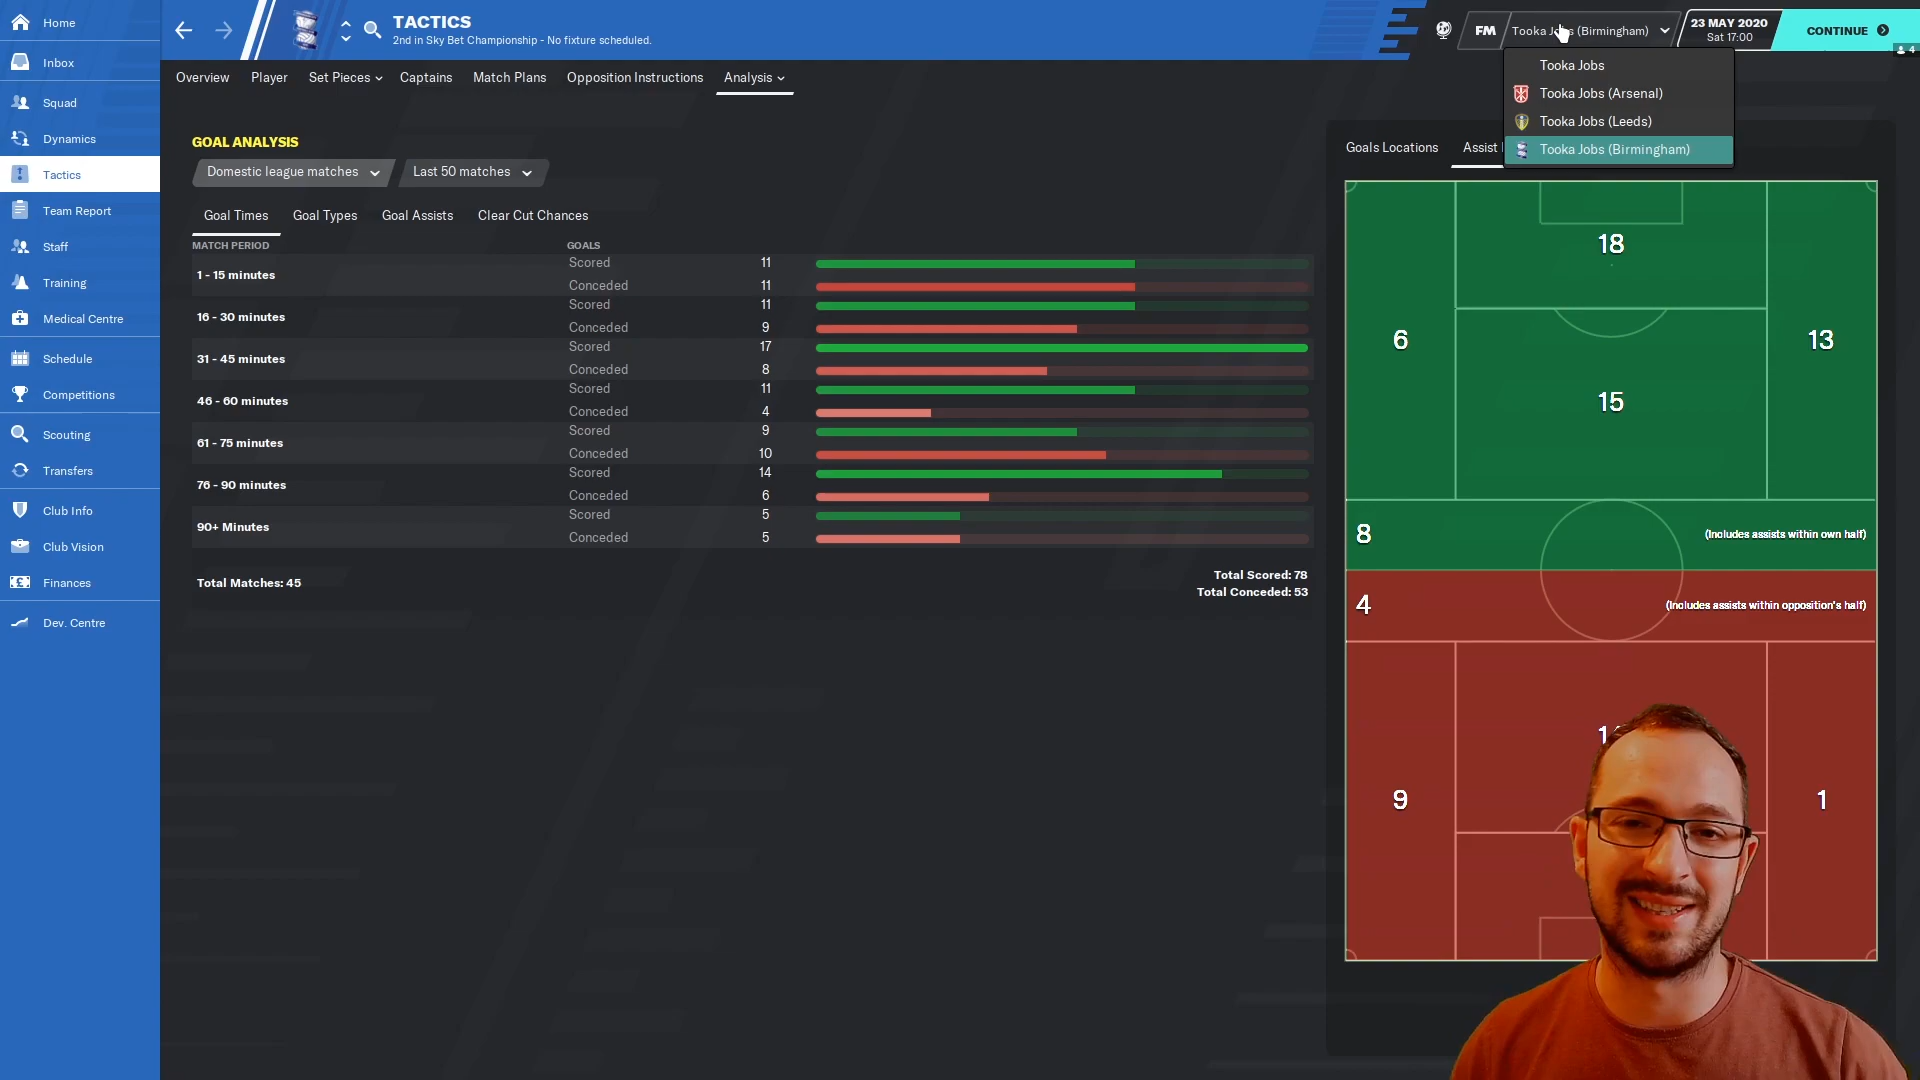 Home
Inbox
Squad
Dynamics
Tactics
Team Report
Staff
Training
Medical Centre
Schedule
Competitions
Scouting
Transfers
Club Info
Club Vision
Finances
Dev. Centre
TACTICS
2nd in Sky Bet Championship - No fixture scheduled.
FM
(Birmingham)
23 MAY 2020
Sat 17:00
CONTINUE
4
Overview
Player
Set Pieces
Captains
Match Plans
Opposition Instructions
Analysis
Tooka Jobs
Tooka Jobs (Arsenal)
Tooka Jobs (Leeds)
Tooka Jobs (Birmingham)
GOAL ANALYSIS
Domestic league matches
Last 50 matches
Goal Times
Goal Types
Goal Assists
Clear Cut Chances
MATCH PERIOD GOALS
1 - 15 minutes
Scored 11
Conceded 11
16 - 30 minutes
Scored 11
Conceded 9
31 - 45 minutes
Scored 17
Conceded 8
46 - 60 minutes
Scored 11
Conceded 4
61 - 75 minutes
Scored 9
Conceded 10
76 - 90 minutes
Scored 14
Conceded 6
90+ Minutes
Scored 5
Conceded 5
Total Matches: 45
Total Scored: 78
Total Conceded: 53
Goals Locations
Assist
18
6
13
15
8
(Includes assists within own half)
4
(Includes assists within opposition's half)
9
1